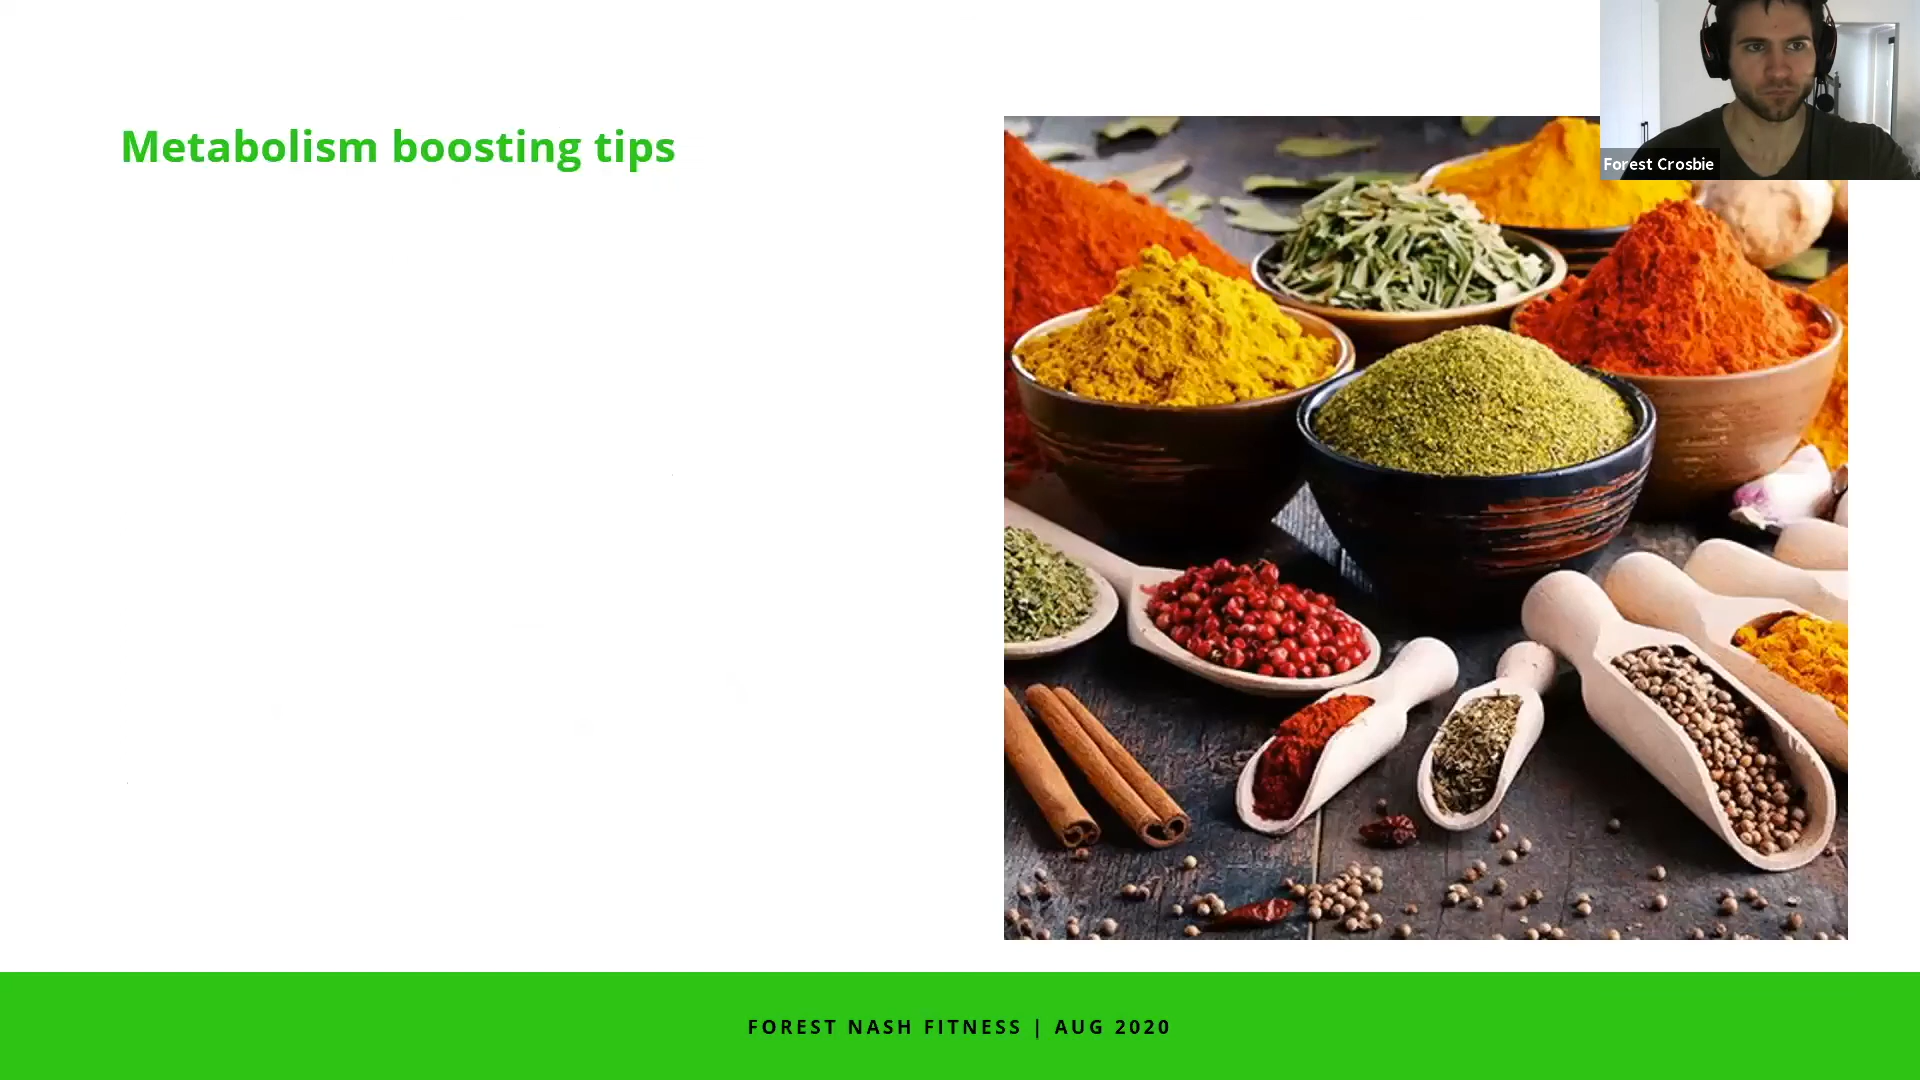 Metabolism boosting tips
Forest Crosbie
FOREST NASH FITNESS | AUG 2020